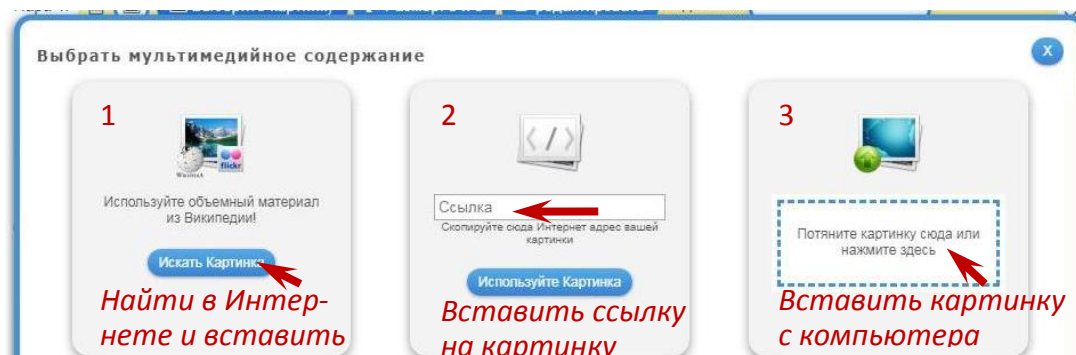 Выбрать мультимедийное содержание
X
1
flickr
Используйте объемный материал
из Википедии!
Искать Картинка
Найти в Интер-
нете и вставить
2
</>
Ссылка
Скопируйте сюда Интернет адрес вашей
картинки
Используйте Картинка
Вставить ссылку
на картинку
3
Потяните картинку сюда или
нажмите здесь
Вставить картинку
с компьютера